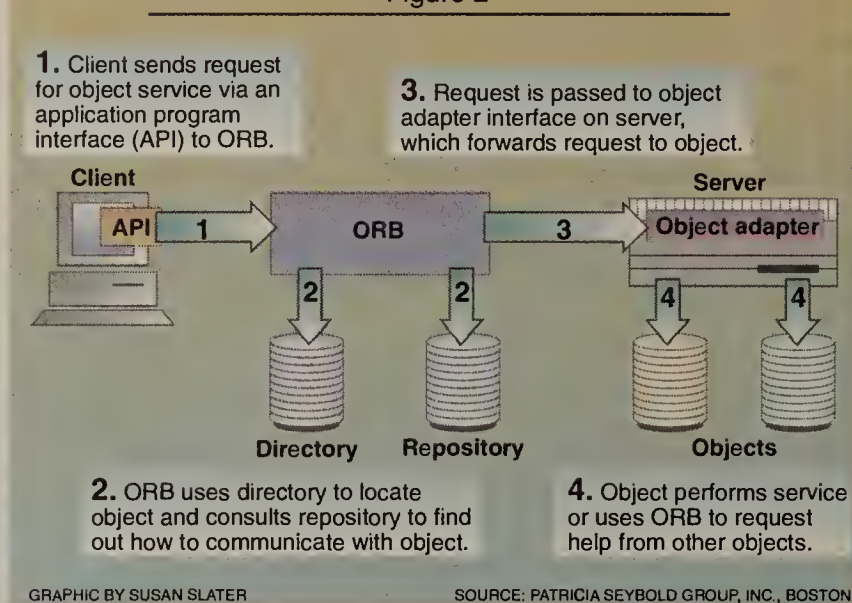 1. Client sends request
for object service via an
application program
interface (API) to ORB.
3. Request is passed to object
adapter interface on server,
which forwards request to object.
Client
API
1
ORB
3
Server
Object adapter
2
2
4
4
Directory
Repository
Objects
2. ORB uses directory to locate
object and consults repository to find
out how to communicate with object.
4. Object performs service
or uses ORB to request
help from other objects.
GRAPHIC BY SUSAN SLATER
SOURCE: PATRICIA SEYBOLD GROUP, INC., BOSTON